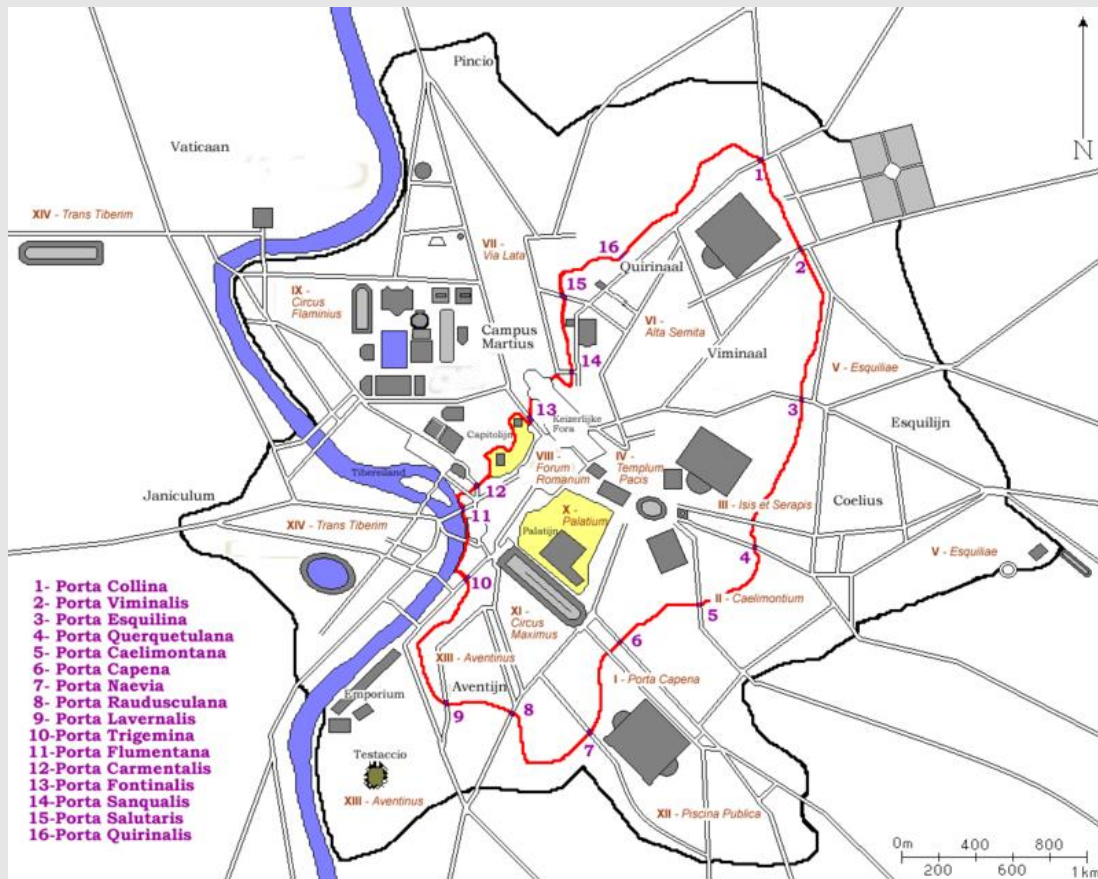 Pincio
Vaticaan
N
XIV - Trans Tiberim
VII -
Via Lata
1
16
2
Quirinaal
IX -
Circus
Flaminius
15
Campus
Martius
VI -
Alta Semita
Viminaal
14
V - Esquiliae
13
Keizerlijke
Fora
3
Capitolijn
Esquilijn
VIII -
Forum
Romanum
IV -
Templum
Pacis
Tibereiland
12
Janiculum
Coelius
11
III - Isis et Serapis
XIV - Trans Tiberim
X -
Palatium
Palatijn
4
V - Esquiliae
10
II - Caelimontium
5
XI -
Circus
Maximus
6
XIII - Aventinus
I - Porta Capena
Aventijn
Emporium
9
8
7
Testaccio
XIII - Aventinus
XII - Piscina Publica
1- Porta Collina
2- Porta Viminalis
3- Porta Esquilina
4- Porta Querquetulana
5- Porta Caelimontana
6- Porta Capena
7- Porta Naevia
8- Porta Raudusculana
9- Porta Lavernalis
10-Porta Trigemina
11-Porta Flumentana
12-Porta Carmentalis
13-Porta Fontinalis
14-Porta Sanqualis
15-Porta Salutaris
16-Porta Quirinalis
0m 400 800
200 600 1km